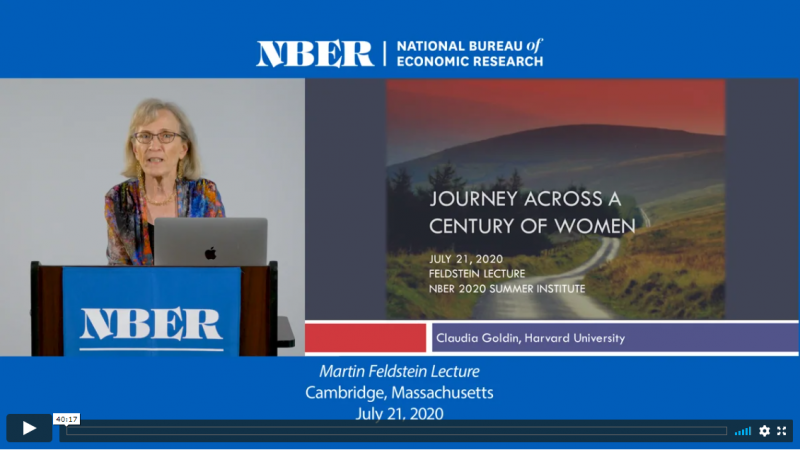 NBER
NATIONAL BUREAU of
ECONOMIC RESEARCH
JOURNEY ACROSS A
CENTURY OF WOMEN
JULY 21, 2020
FELDSTEIN LECTURE
NBER 2020 SUMMER INSTITUTE
NBER
Claudia Goldin, Harvard University
Martin Feldstein Lecture
Cambridge, Massachusetts
July 21, 2020
40:17